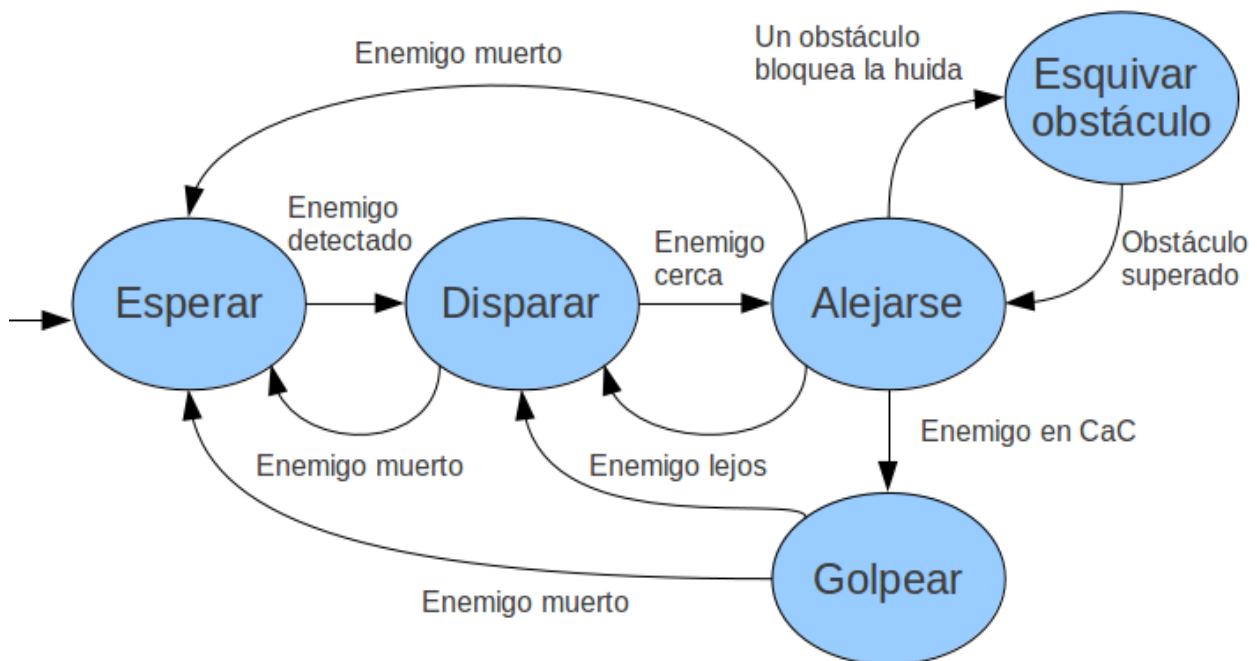 Enemigo muerto
Un obstáculo
bloquea la huida
Esquivar
obstáculo
Enemigo
detectado
Enemigo
cerca
Obstáculo
superado
Esperar
Disparar
Alejarse
Enemigo en CaC
Enemigo muerto
Enemigo lejos
Golpear
Enemigo muerto